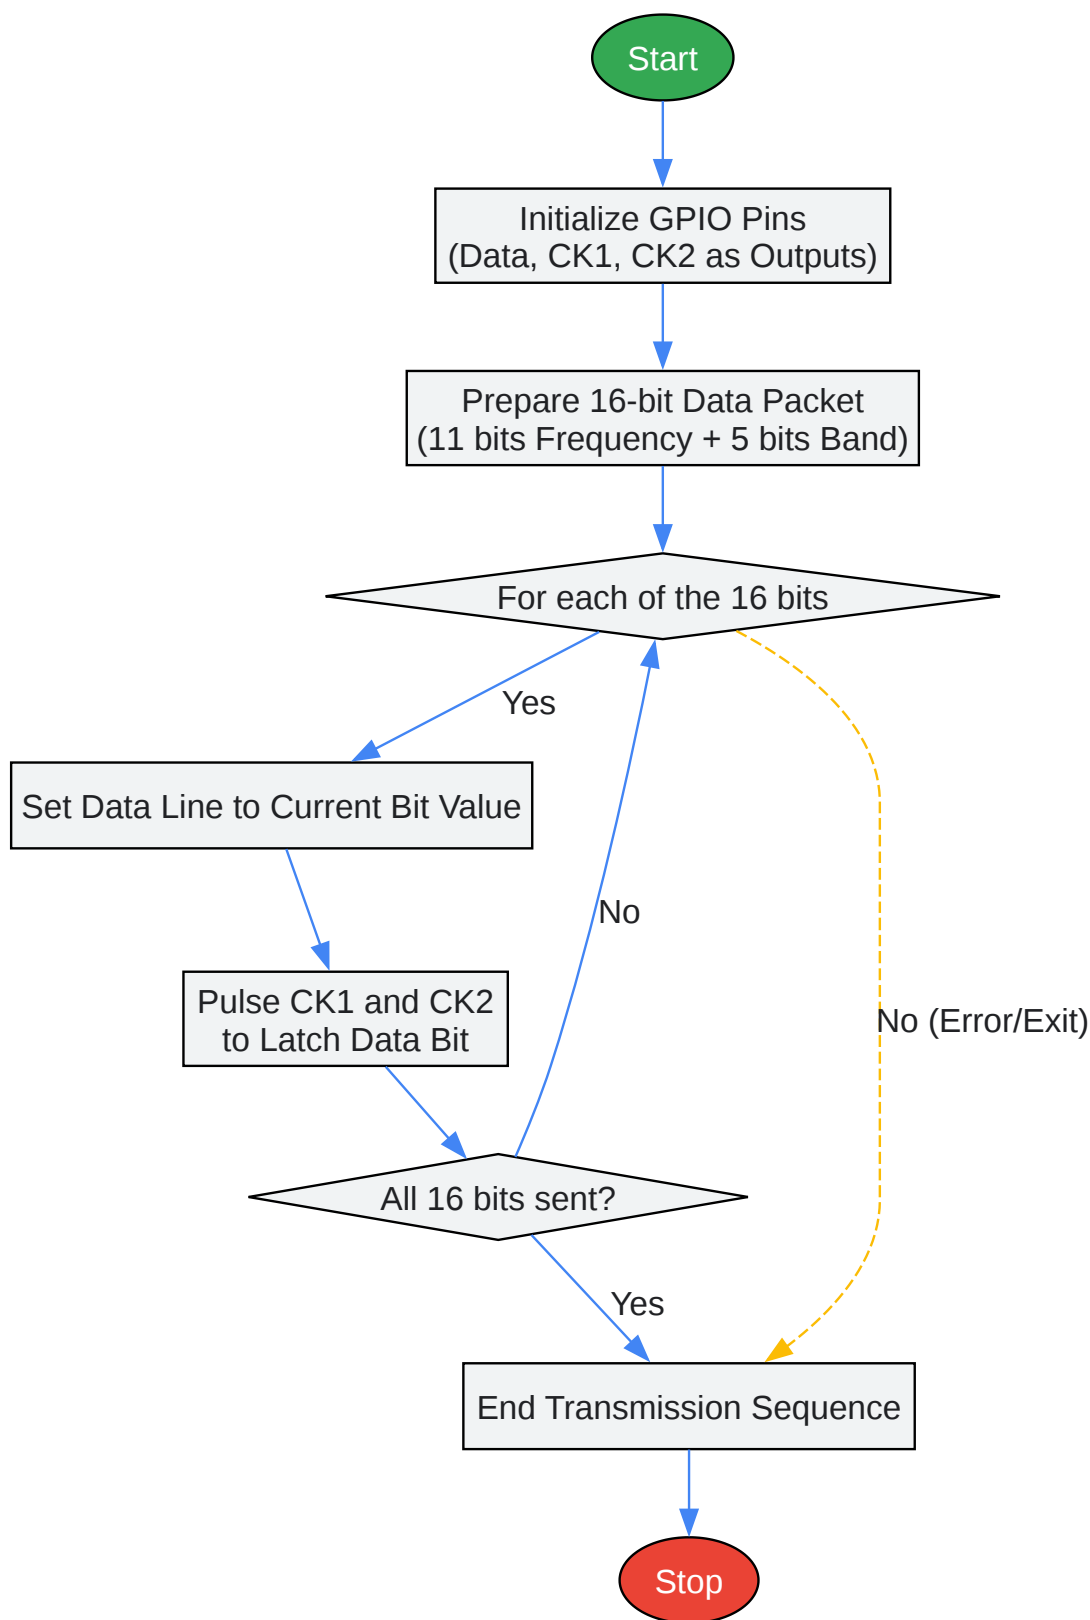 Start
Initialize GPIO Pins
(Data, CK1, CK2 as Outputs)
Prepare 16-bit Data Packet
(11 bits Frequency + 5 bits Band)
For each of the 16 bits
Yes
Set Data Line to Current Bit Value
No
Pulse CK1 and CK2
to Latch Data Bit
No (Error/Exit)
All 16 bits sent?
Yes
End Transmission Sequence
Stop